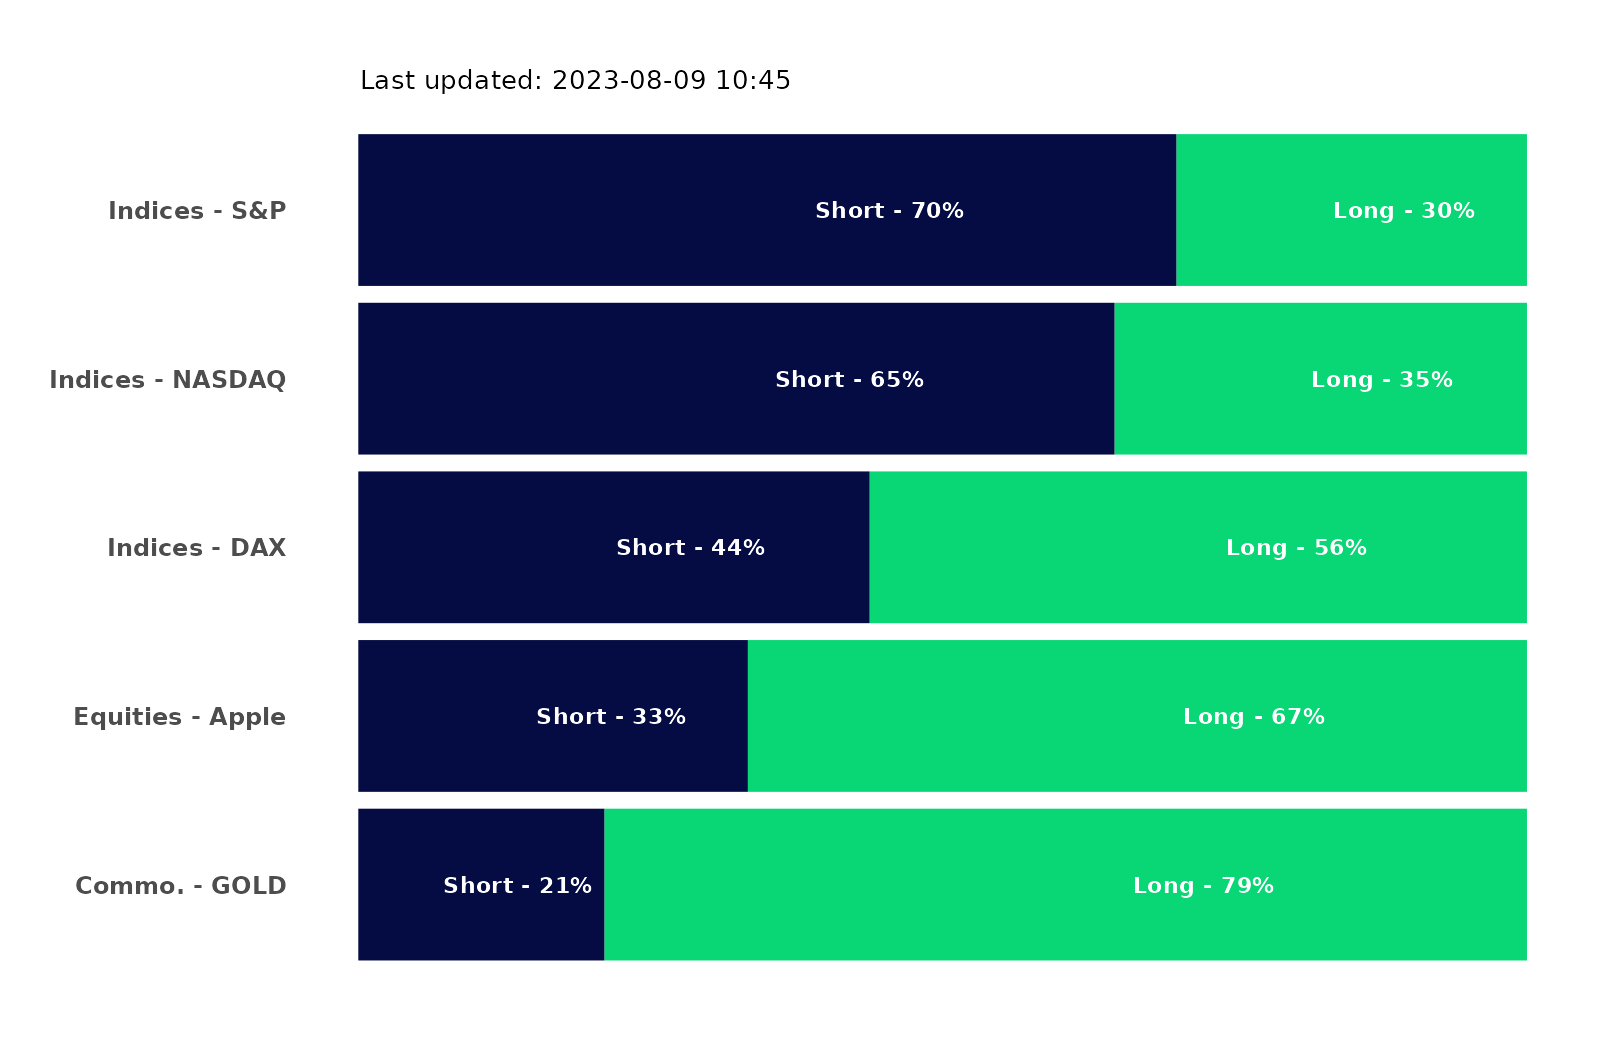 Last updated: 2023-08-09 10:45
Indices - S&P Short - 70% Long - 30%
Indices - NASDAQ Short - 65% Long - 35%
Indices - DAX Short - 44% Long - 56%
Equities - Apple Short - 33% Long - 67%
Commo. - GOLD Short - 21% Long - 79%